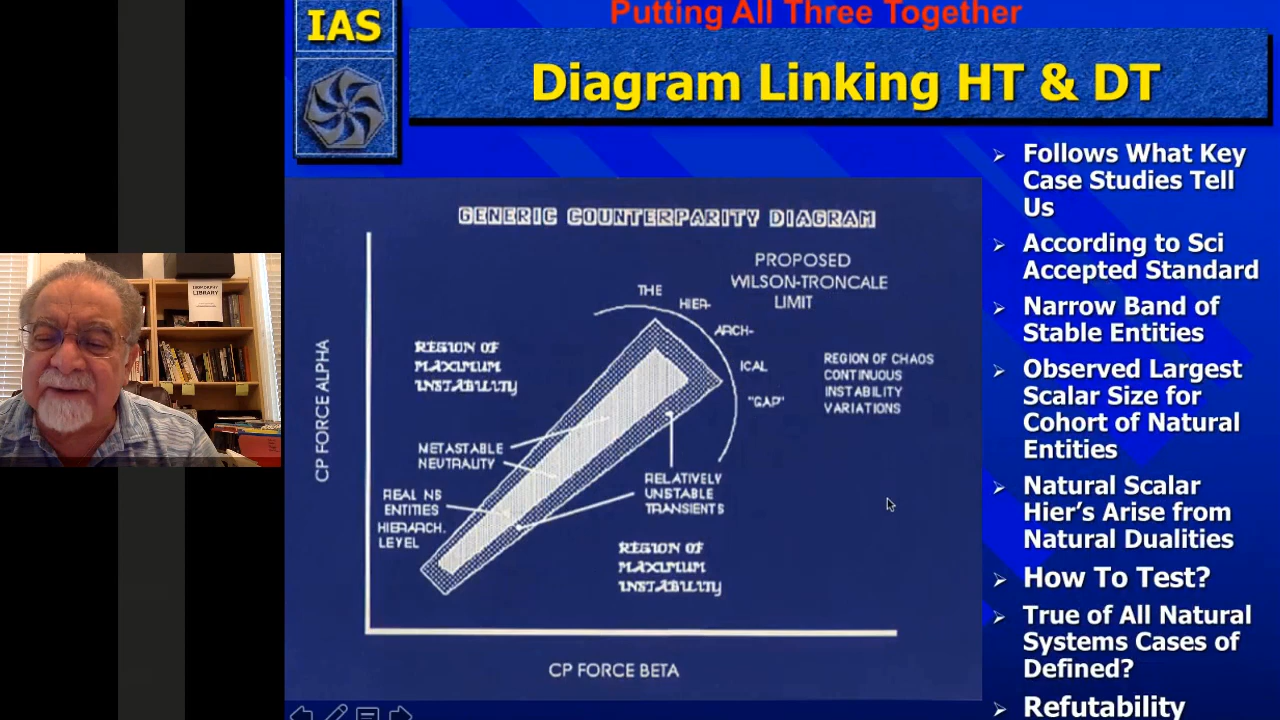 Putting All Three Together
IAS
Diagram Linking HT & DT
GENERIC COUNTERPARITY DIAGRAM
PROPOSED
WILSON-TRONCALE
LIMIT
THE
HIER-
ARCH-
ICAL
"GAP"
REGION OF
MAXIMUM
INSTABILITY
REGION OF CHAOS
CONTINUOUS
INSTABILITY
VARIATIONS
CP FORCE ALPHA
METASTABLE
NEUTRALITY
REAL NS
ENTITIES
HIERARCH.
LEVEL
RELATIVELY
UNSTABLE
TRANSIENTS
REGION OF
MAXIMUM
INSTABILITY
CP FORCE BETA
Follows What Key
Case Studies Tell
Us
According to Sci
Accepted Standard
Narrow Band of
Stable Entities
Observed Largest
Scalar Size for
Cohort of Natural
Entities
Natural Scalar
Hier's Arise from
Natural Dualities
How To Test?
True of All Natural
Systems Cases of
Defined?
Refutability
LIBRARY